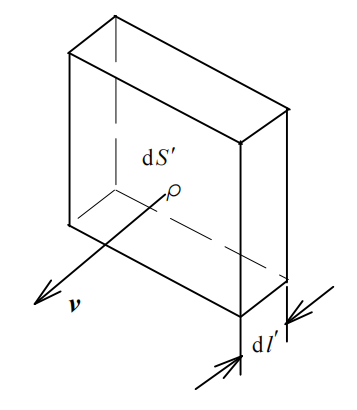 dS′
ρ
v
dl′